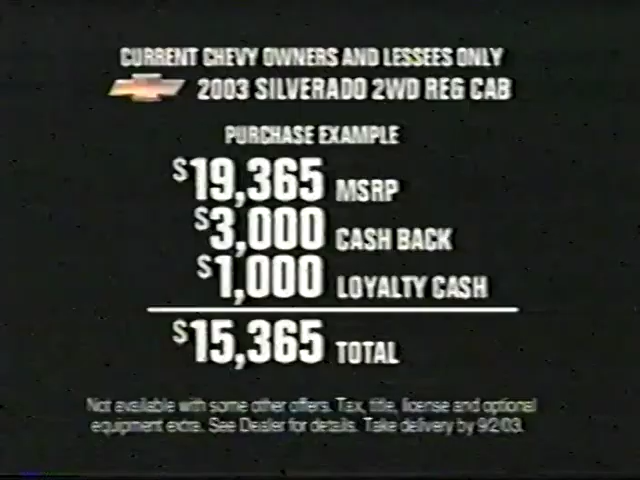 CURRENT CHEVY OWNERS AND LESSEES ONLY
2003 SILVERADO 2WD REG CAB
PURCHASE EXAMPLE
$19,365 MSRP
$3,000 CASH BACK
$1,000 LOYALTY CASH
$15,365 TOTAL
Not available with some other offers. Tax, title, license and optional
equipment extra. See Dealer for details. Take delivery by 9/2/03.